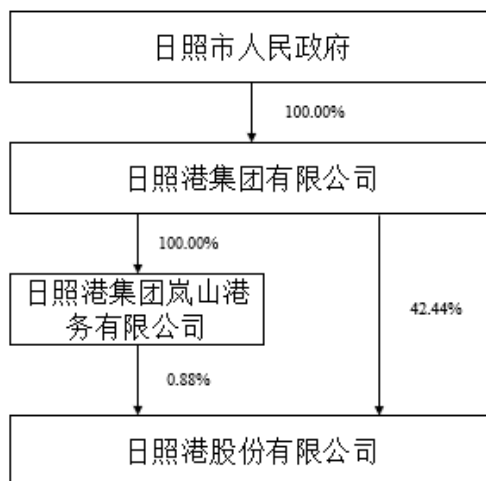 日照市人民政府
100.00%
日照港集团有限公司
100.00%
日照港集团岚山港
务有限公司
42.44%
0.88%
日照港股份有限公司